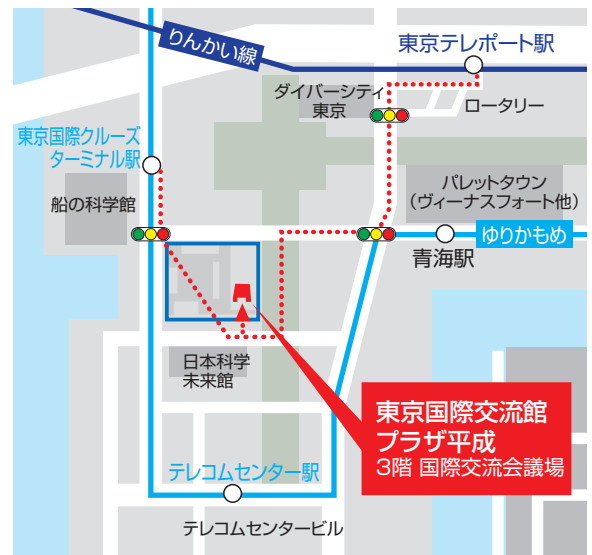 りんかい線
東京テレポート駅
ダイバーシティ
東京
ロータリー
東京国際クルーズ
ターミナル駅
船の科学館
パレットタウン
（ヴィーナスフォート他）
ゆりかもめ
青海駅
日本科学
未来館
東京国際交流館
プラザ平成
3階 国際交流会議場
テレコムセンター駅
テレコムセンタービル